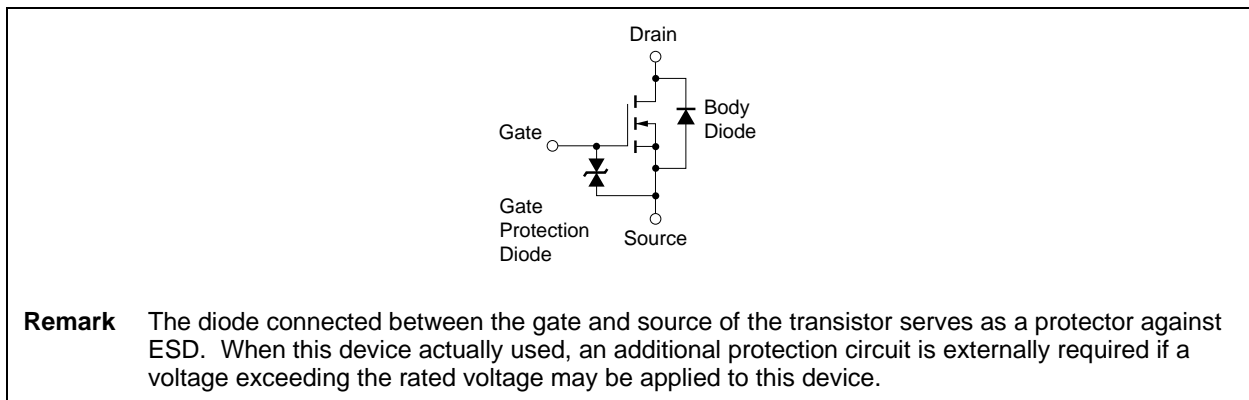 Drain
Body
Diode
Gate
Gate
Protection
Diode
Source
Remark The diode connected between the gate and source of the transistor serves as a protector against
ESD. When this device actually used, an additional protection circuit is externally required if a
voltage exceeding the rated voltage may be applied to this device.